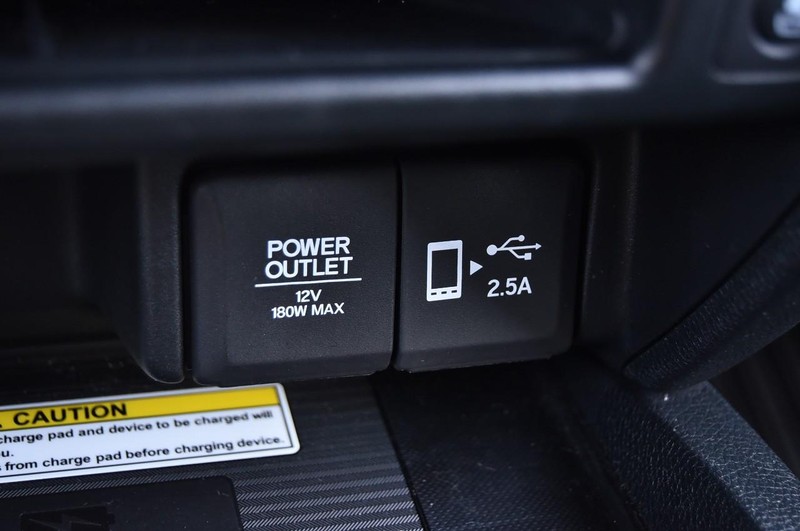 POWER
OUTLET
12V
180W MAX
2.5A
CAUTION
charge pad and device to be charged will
u.
s from charge pad before charging device.